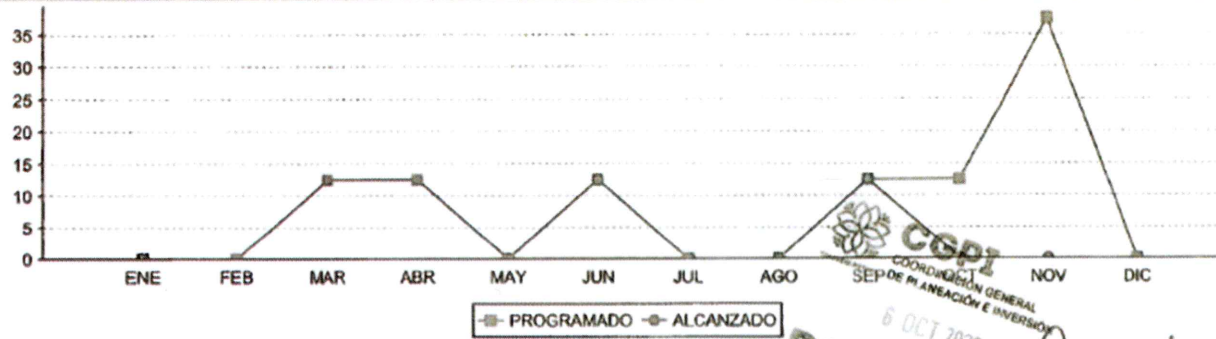 35
30
25
20
15
10
5
0
ENE FEB MAR ABR MAY JUN JUL AGO SEP OCT NOV DIC
PROGRAMADO ALCANZADO
CGPI
COORDINACIÓN GENERAL
DE PLANEACIÓN E INVERSIÓN
6 OCT